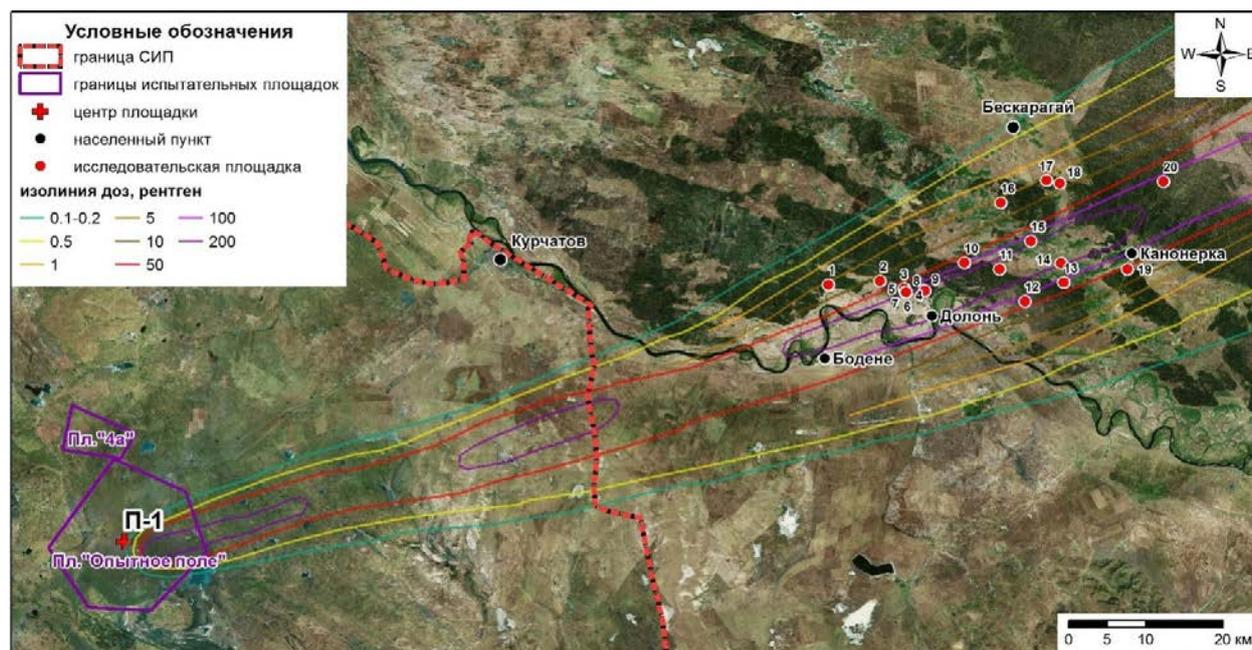 Условные обозначения
граница СИП
границы испытательных площадок
центр площадки
населенный пункт
исследовательская площадка
изолиния доз, рентген
0.1-0.2 5 100
0.5 10 200
1 50
N
W E
S
Бескарагай
17 18 20
16
15
Курчатов
10 11 14 Канонерка
1 2 3 8 9 13 19
5 4 12
7 6
Долонь
Бодене
Пл."4а"
П-1
Пл."Опытное поле"
0 5 10 20 км